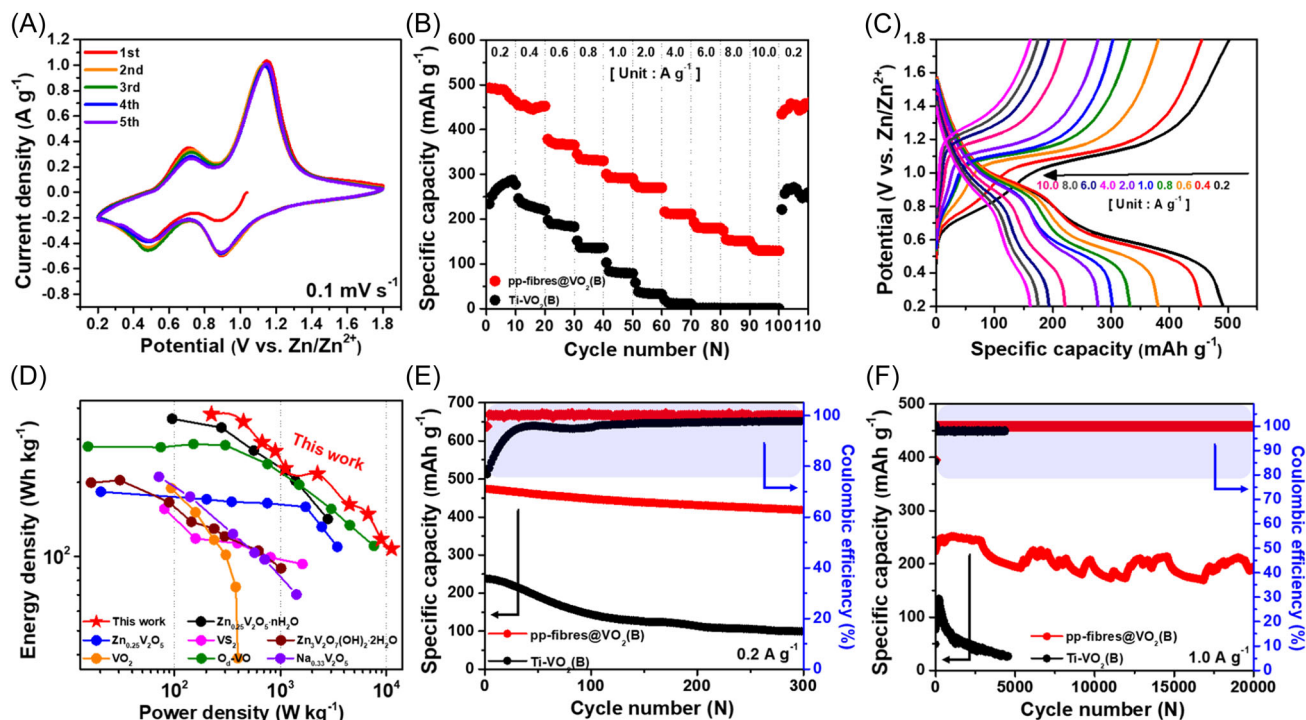 (A)
1.2
1.0
0.8
0.6
0.4
0.2
0.0
-0.2
-0.4
-0.6
-0.8
Current density (A g⁻¹)
1st
2nd
3rd
4th
5th
0.1 mV s⁻¹
0.2 0.4 0.6 0.8 1.0 1.2 1.4 1.6 1.8
Potential (V vs. Zn/Zn²⁺)
(B)
600
500
400
300
200
100
0
Specific capacity (mAh g⁻¹)
0.2 0.4 0.6 0.8 1.0 2.0 4.0 6.0 8.0 10.0 0.2
[ Unit : A g⁻¹ ]
pp-fibres@VO₂(B)
Ti-VO₂(B)
0 10 20 30 40 50 60 70 80 90 100 110
Cycle number (N)
(C)
1.8
1.6
1.4
1.2
1.0
0.8
0.6
0.4
0.2
Potential (V vs. Zn/Zn²⁺)
10.0 8.0 6.0 4.0 2.0 1.0 0.8 0.6 0.4 0.2
[ Unit : A g⁻¹ ]
0 100 200 300 400 500
Specific capacity (mAh g⁻¹)
(D)
Energy density (Wh kg⁻¹)
10²
This work
This work
Zn₀.₂₅V₂O₅·nH₂O
Zn₀.₂₅V₂O₅
VS₂
Zn₃V₂O₇(OH)₂·2H₂O
VO₂
O_d-VO
Na₀.₃₃V₂O₅
10² 10³ 10⁴
Power density (W kg⁻¹)
(E)
700
600
500
400
300
200
100
0
Specific capacity (mAh g⁻¹)
pp-fibres@VO₂(B)
Ti-VO₂(B)
0.2 A g⁻¹
0 50 100 150 200 250 300
Cycle number (N)
100
90
80
70
60
50
40
30
20
10
0
Coulombic efficiency (%)
(F)
500
400
300
200
100
0
Specific capacity (mAh g⁻¹)
pp-fibres@VO₂(B)
Ti-VO₂(B)
1.0 A g⁻¹
0 5000 10000 15000 20000
Cycle number (N)
100
90
80
70
60
50
40
30
20
10
0
Coulombic efficiency (%)